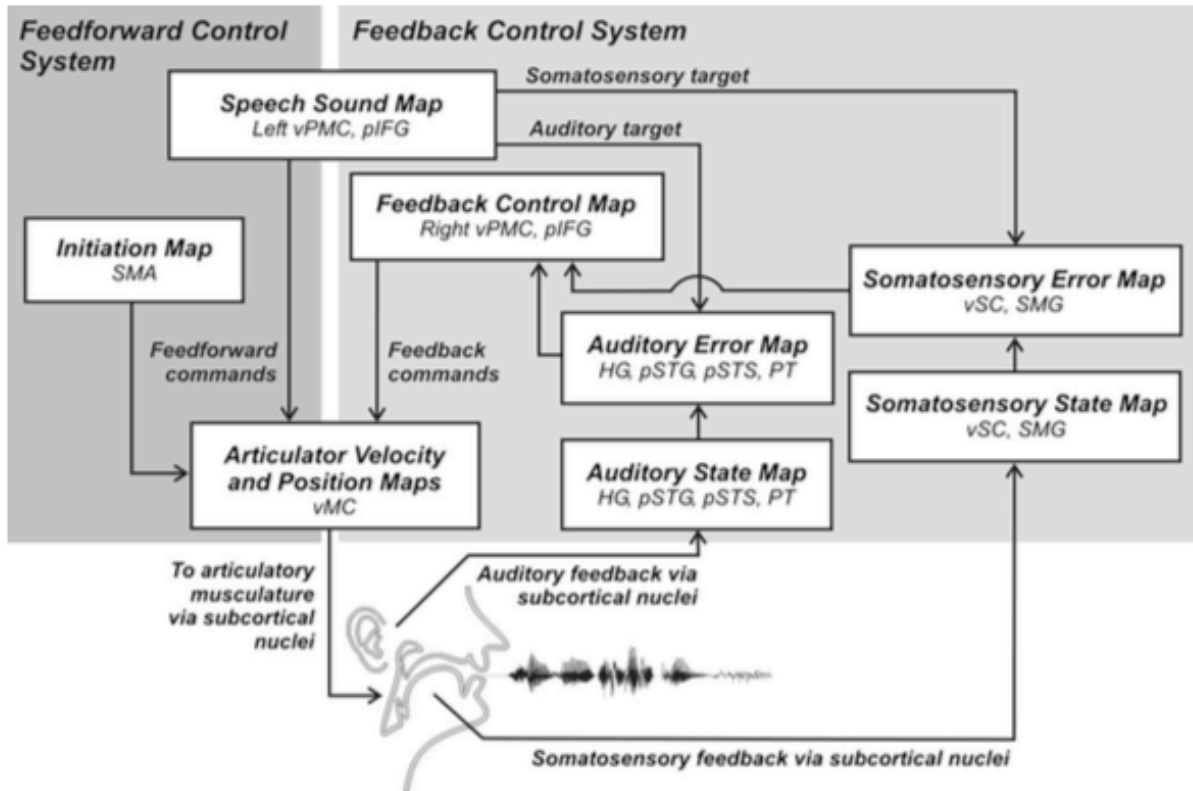 Feedforward Control
System
Feedback Control System
Speech Sound Map
Left vPMC, pIFG
Somatosensory target
Auditory target
Feedback Control Map
Right vPMC, pIFG
Initiation Map
SMA
Somatosensory Error Map
vSC, SMG
Feedforward
commands
Feedback
commands
Auditory Error Map
HG, pSTG, pSTS, PT
Somatosensory State Map
vSC, SMG
Articulator Velocity
and Position Maps
vMC
Auditory State Map
HG, pSTG, pSTS, PT
To articulatory
musculature
via subcortical
nuclei
Auditory feedback via
subcortical nuclei
Somatosensory feedback via subcortical nuclei